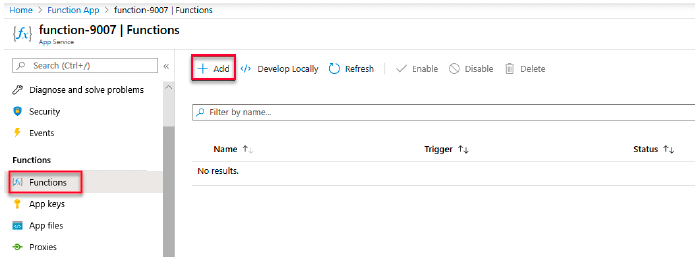 Home > Function App > function-9007 | Functions
function-9007 | Functions
App Service
Search (Ctrl+/)
«
Add
Develop Locally
Refresh
Enable
Disable
Delete
Diagnose and solve problems
Security
Events
Functions
Functions
App keys
App files
Proxies
Filter by name...
Name ↑↓
Trigger ↑↓
Status ↑↓
No results.